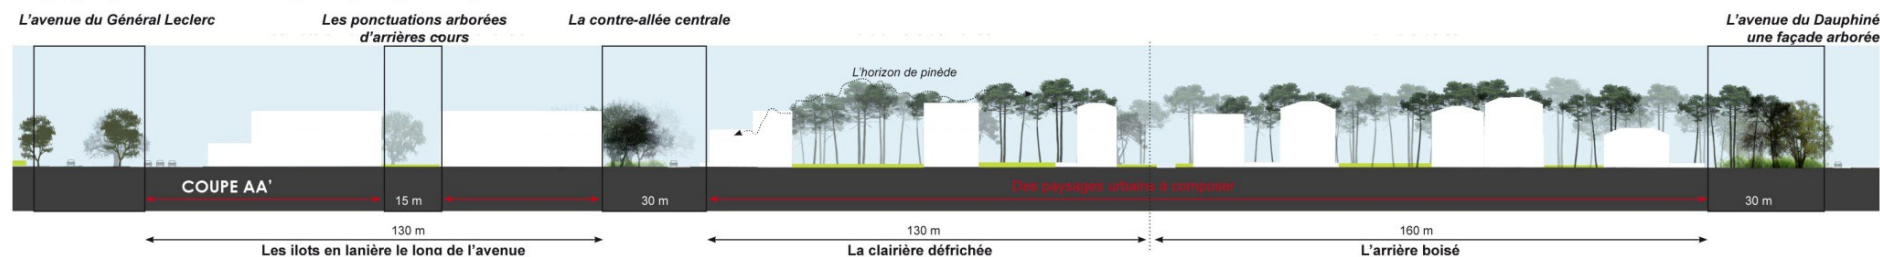 L'avenue du Général Leclerc
Les ponctuations arborées
d'arrières cours
La contre-allée centrale
L'avenue du Dauphiné
une façade arborée
L'horizon de pinède
COUPE AA'
15 m
30 m
Des paysages urbains à composer
30 m
130 m
130 m
160 m
Les ilots en lanière le long de l'avenue
La clairière défrichée
L'arrière boisé